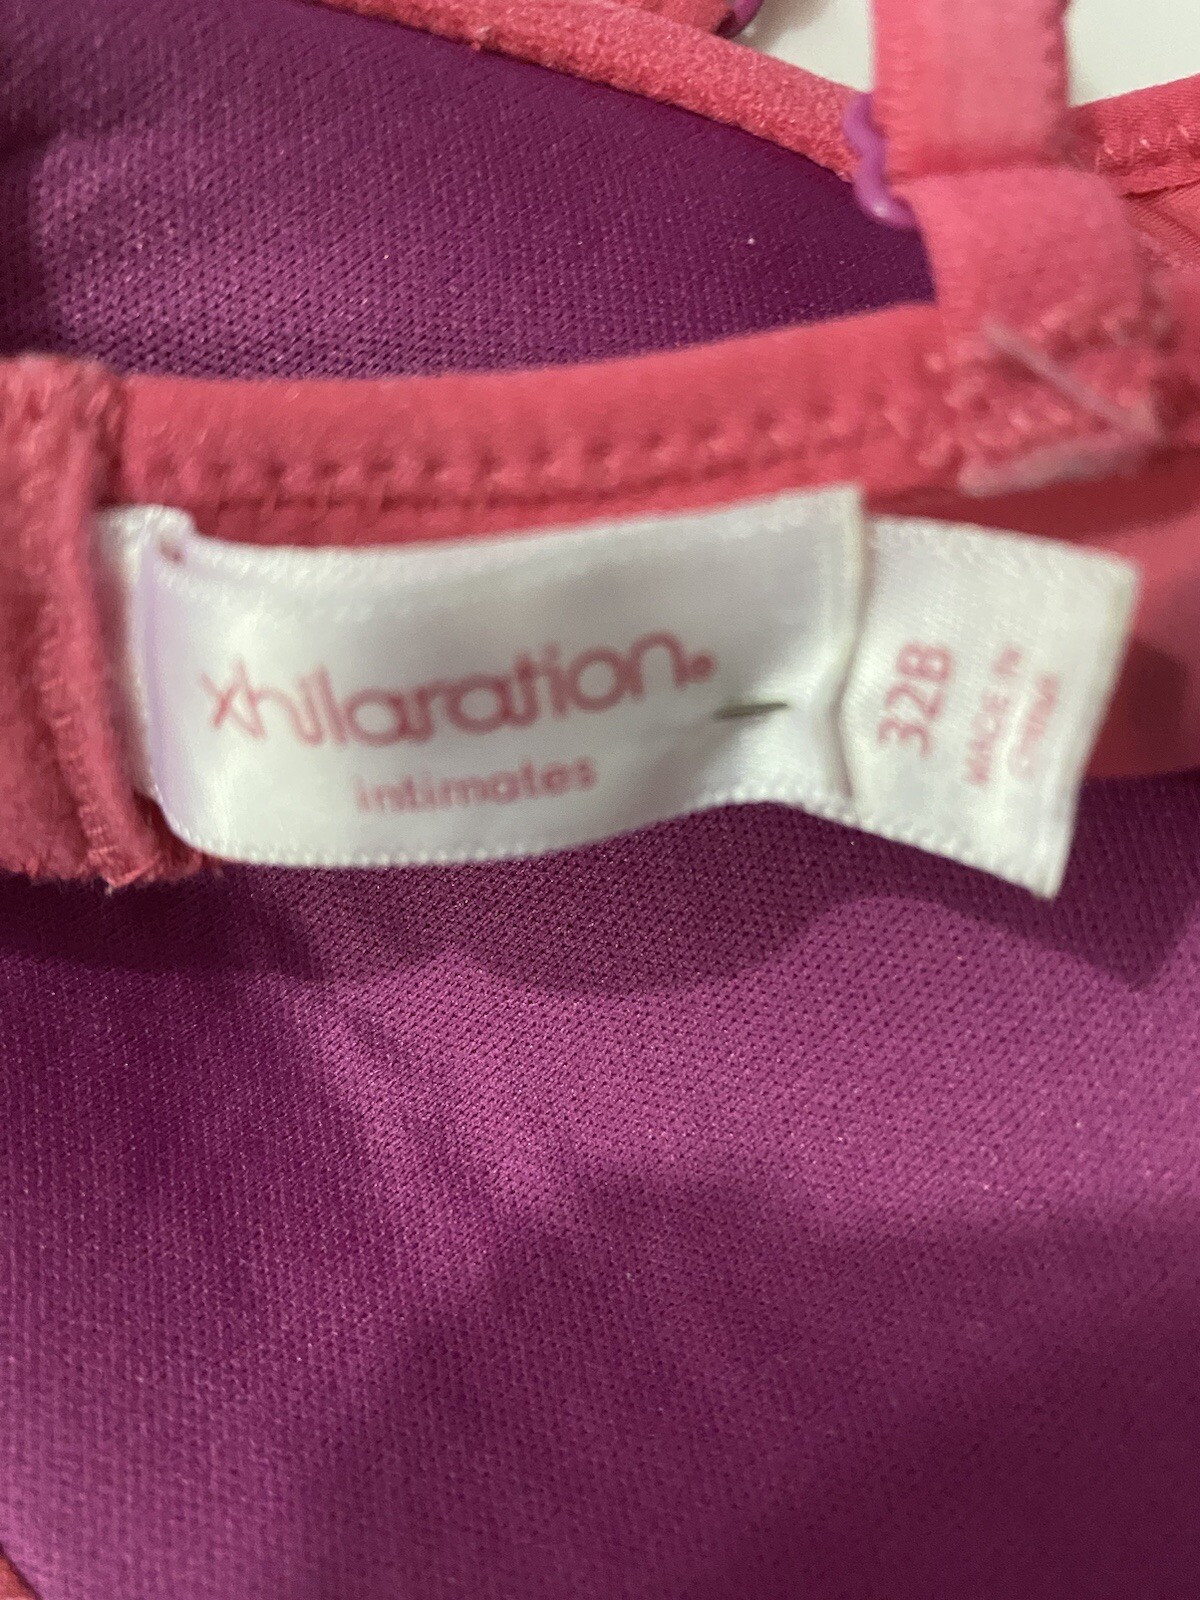 xhilaration®
intimates
32B
MADE IN
CHINA